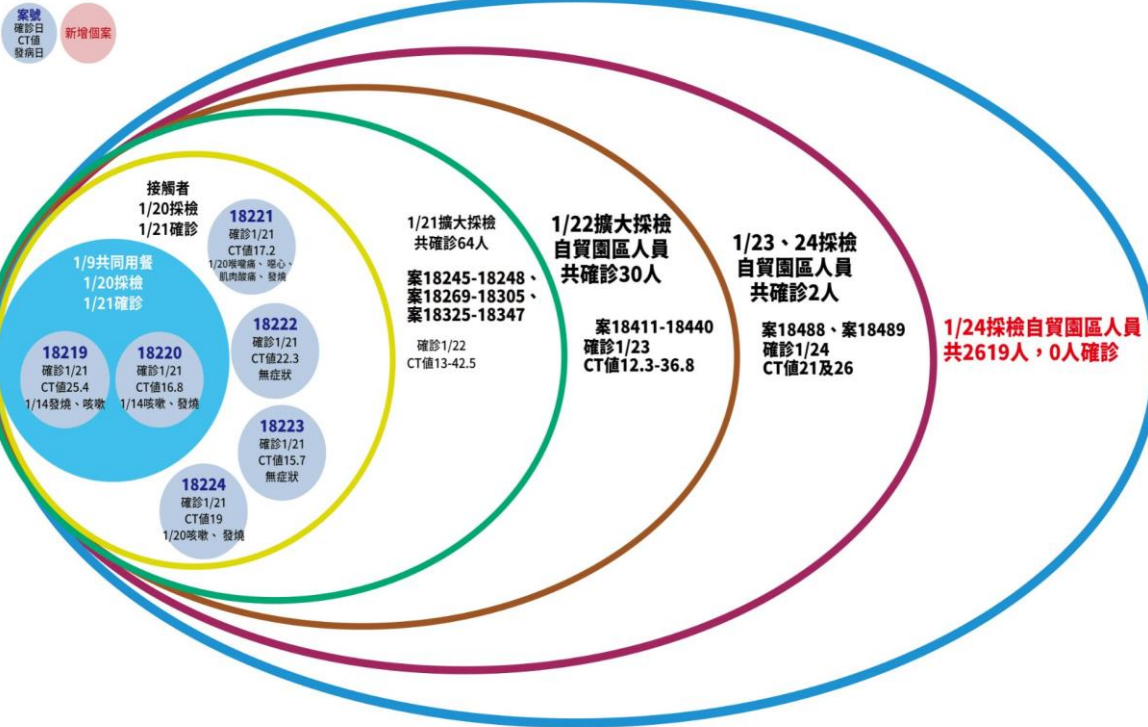 案號
確診日
CT值
發病日
新增個案
接觸者
1/20採檢
1/21確診
18221
確診1/21
CT值17.2
1/20喉嚨痛、噁心、
肌肉酸痛、發燒
1/9共同用餐
1/20採檢
1/21確診
18219
確診1/21
CT值25.4
1/14發燒、咳嗽
18220
確診1/21
CT值16.8
1/14咳嗽、發燒
18222
確診1/21
CT值22.3
無症狀
18223
確診1/21
CT值15.7
無症狀
18224
確診1/21
CT值19
1/20咳嗽、發燒
1/21擴大採檢
共確診64人
案18245-18248、
案18269-18305、
案18325-18347
確診1/22
CT值13-42.5
1/22擴大採檢
自貿園區人員
共確診30人
案18411-18440
確診1/23
CT值12.3-36.8
1/23、24採檢
自貿園區人員
共確診2人
案18488、案18489
確診1/24
CT值21及26
1/24採檢自貿園區人員
共2619人，0人確診